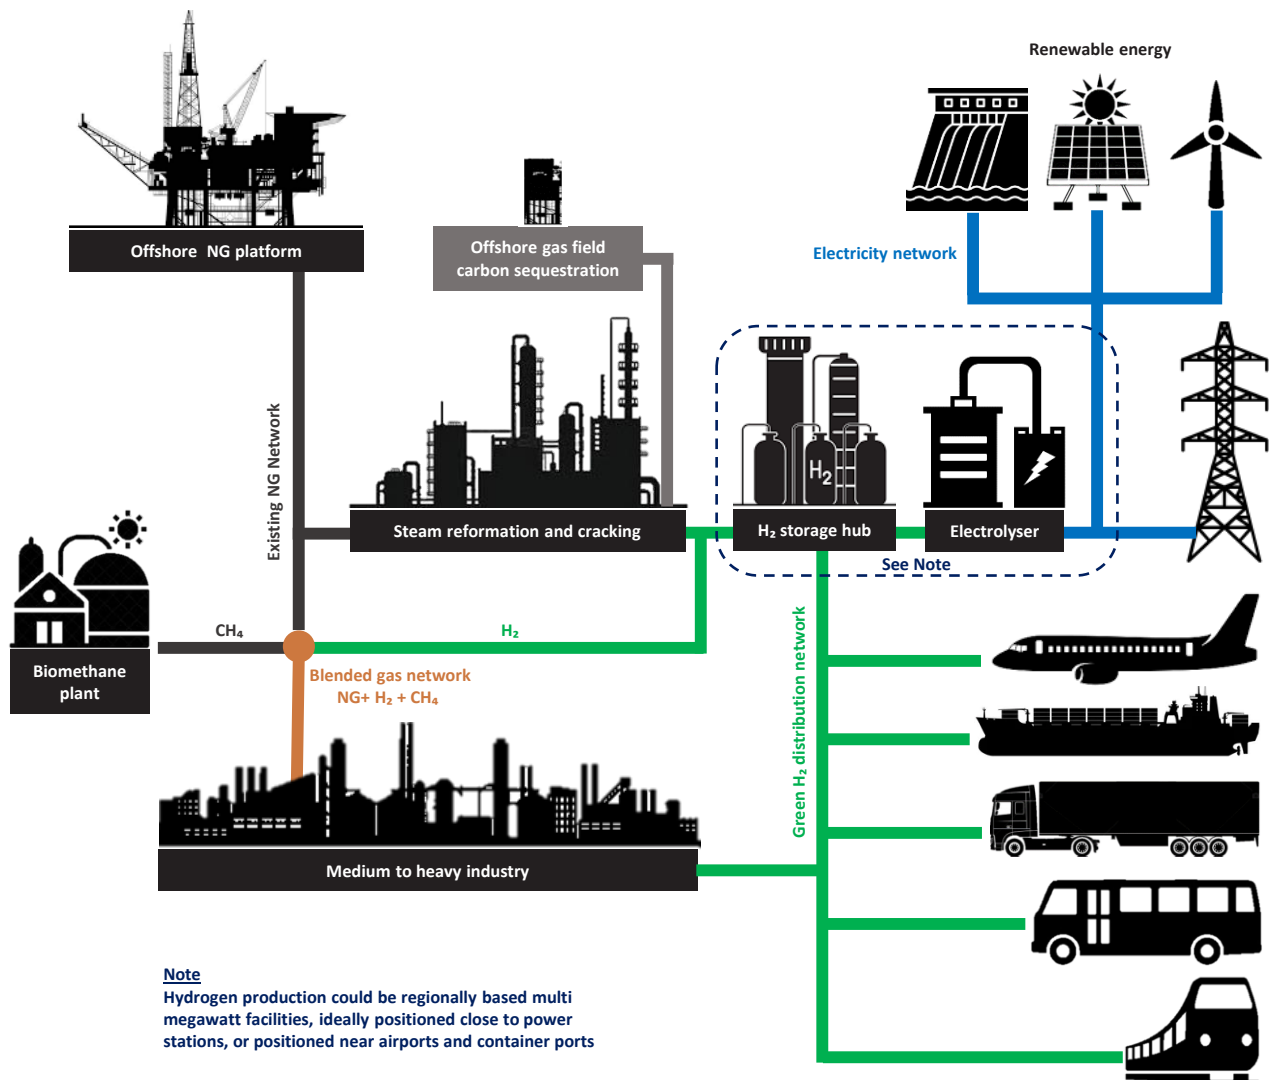 Renewable energy
Offshore NG platform
Offshore gas field
carbon sequestration
Electricity network
Existing NG Network
Steam reformation and cracking
H₂
H₂ storage hub
Electrolyser
See Note
CH₄
H₂
Biomethane
plant
Blended gas network
NG+ H₂ + CH₄
Green H₂ distribution network
Medium to heavy industry
Note
Hydrogen production could be regionally based multi
megawatt facilities, ideally positioned close to power
stations, or positioned near airports and container ports